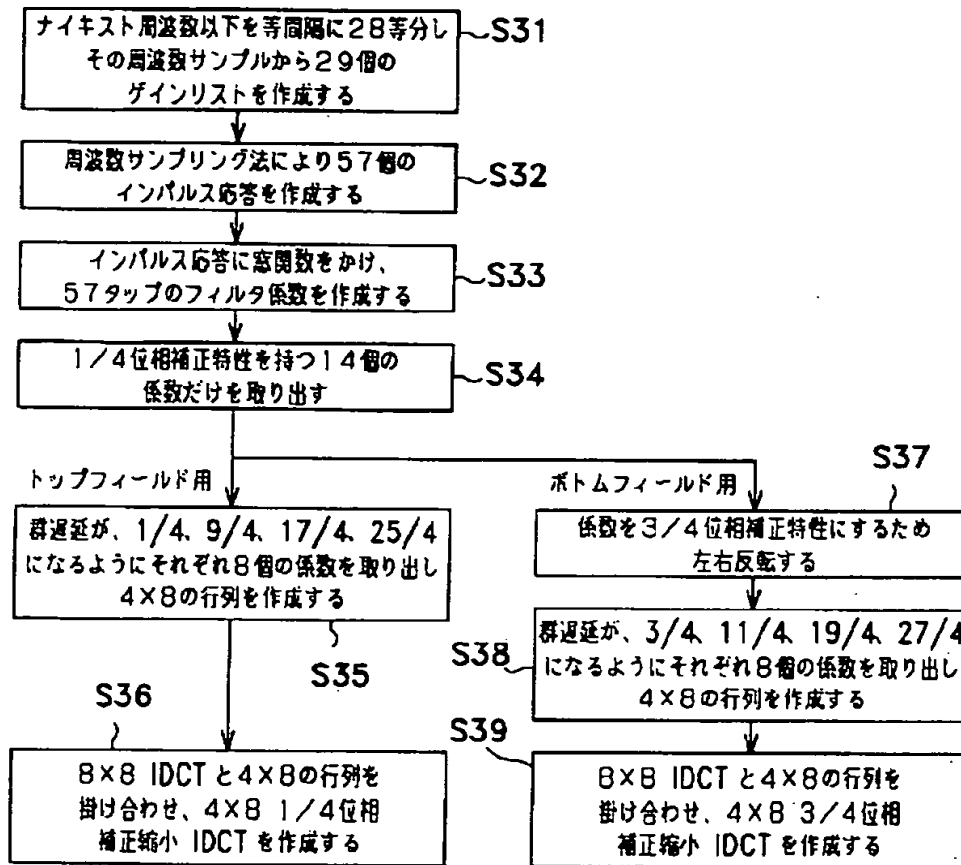 ナイキスト周波数以下を等間隔に28等分し
その周波数サンプルから29個の
ゲインリストを作成する
S31
周波数サンプリング法により57個の
インパルス応答を作成する
S32
インパルス応答に窓関数をかけ、
57タップのフィルタ係数を作成する
S33
1/4位相補正特性を持つ14個の
係数だけを取り出す
S34
トップフィールド用
群遅延が、1/4、9/4、17/4、25/4
になるようにそれぞれ8個の係数を取り出し
4×8の行列を作成する
S35
S36
8×8 IDCTと4×8の行列を
掛け合わせ、4×8 1/4位相
補正縮小 IDCTを作成する
ボトムフィールド用
S37
係数を3/4位相補正特性にするため
左右反転する
群遅延が、3/4、11/4、19/4、27/4
になるようにそれぞれ8個の係数を取り出し
4×8の行列を作成する
S38
S39
8×8 IDCTと4×8の行列を
掛け合わせ、4×8 3/4位相
補正縮小 IDCTを作成する